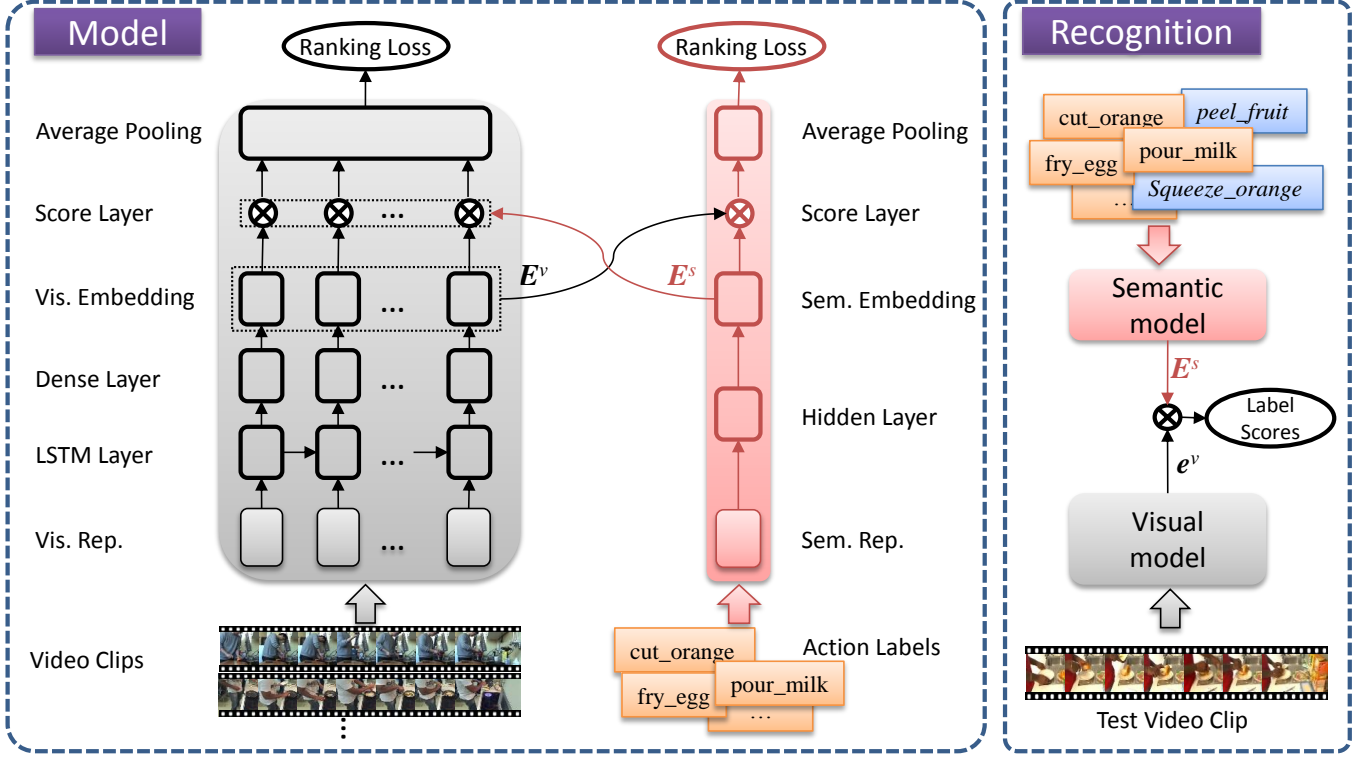 Model
Ranking Loss
Ranking Loss
Average Pooling
Average Pooling
Score Layer
...
Score Layer
E^v
E^s
Vis. Embedding
...
Sem. Embedding
Dense Layer
...
Hidden Layer
LSTM Layer
...
Vis. Rep.
...
Sem. Rep.
Video Clips
...
cut_orange
fry_egg
pour_milk
...
Action Labels
Recognition
cut_orange
peel_fruit
fry_egg
pour_milk
Squeeze_orange
...
Semantic
model
E^s
Label
Scores
e^v
Visual
model
Test Video Clip